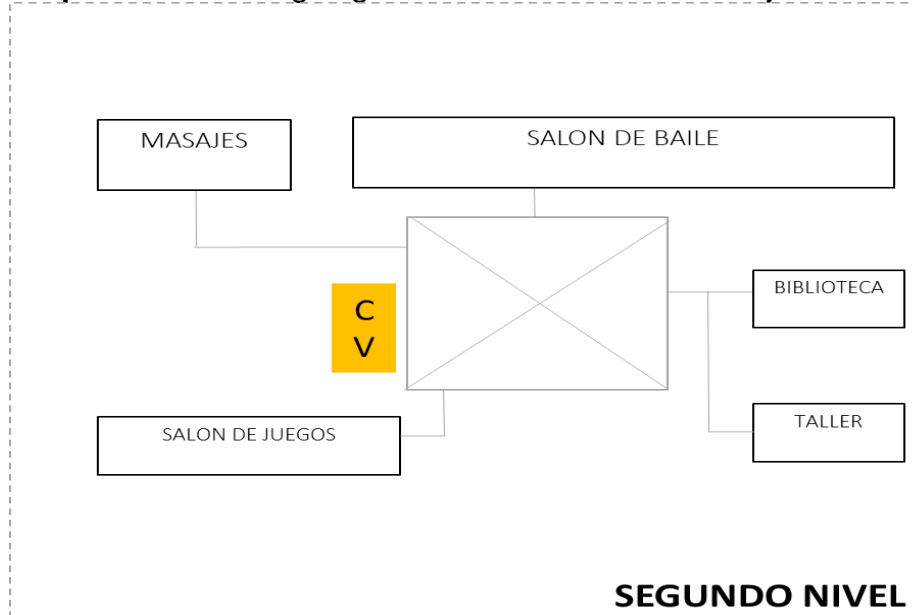 MASAJES
SALON DE BAILE
C
V
BIBLIOTECA
SALON DE JUEGOS
TALLER
SEGUNDO NIVEL